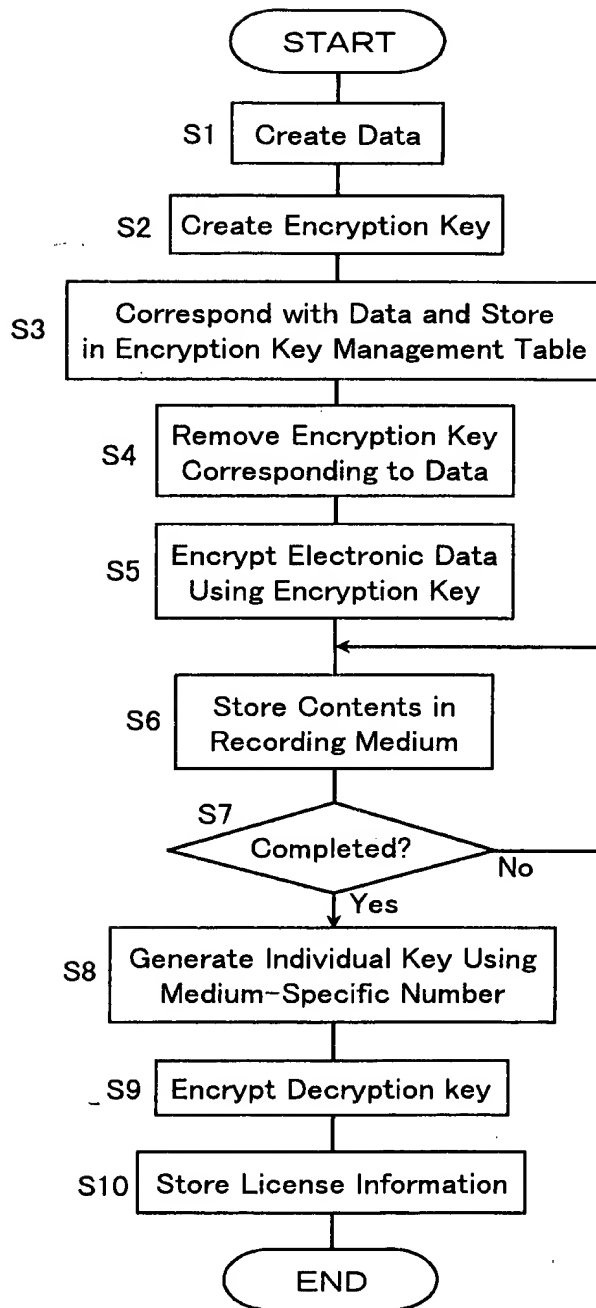 START
S1 Create Data
S2 Create Encryption Key
S3 Correspond with Data and Store
in Encryption Key Management Table
S4 Remove Encryption Key
Corresponding to Data
S5 Encrypt Electronic Data
Using Encryption Key
S6 Store Contents in
Recording Medium
S7
Completed?
No
Yes
S8 Generate Individual Key Using
Medium-Specific Number
S9 Encrypt Decryption key
S10 Store License Information
END